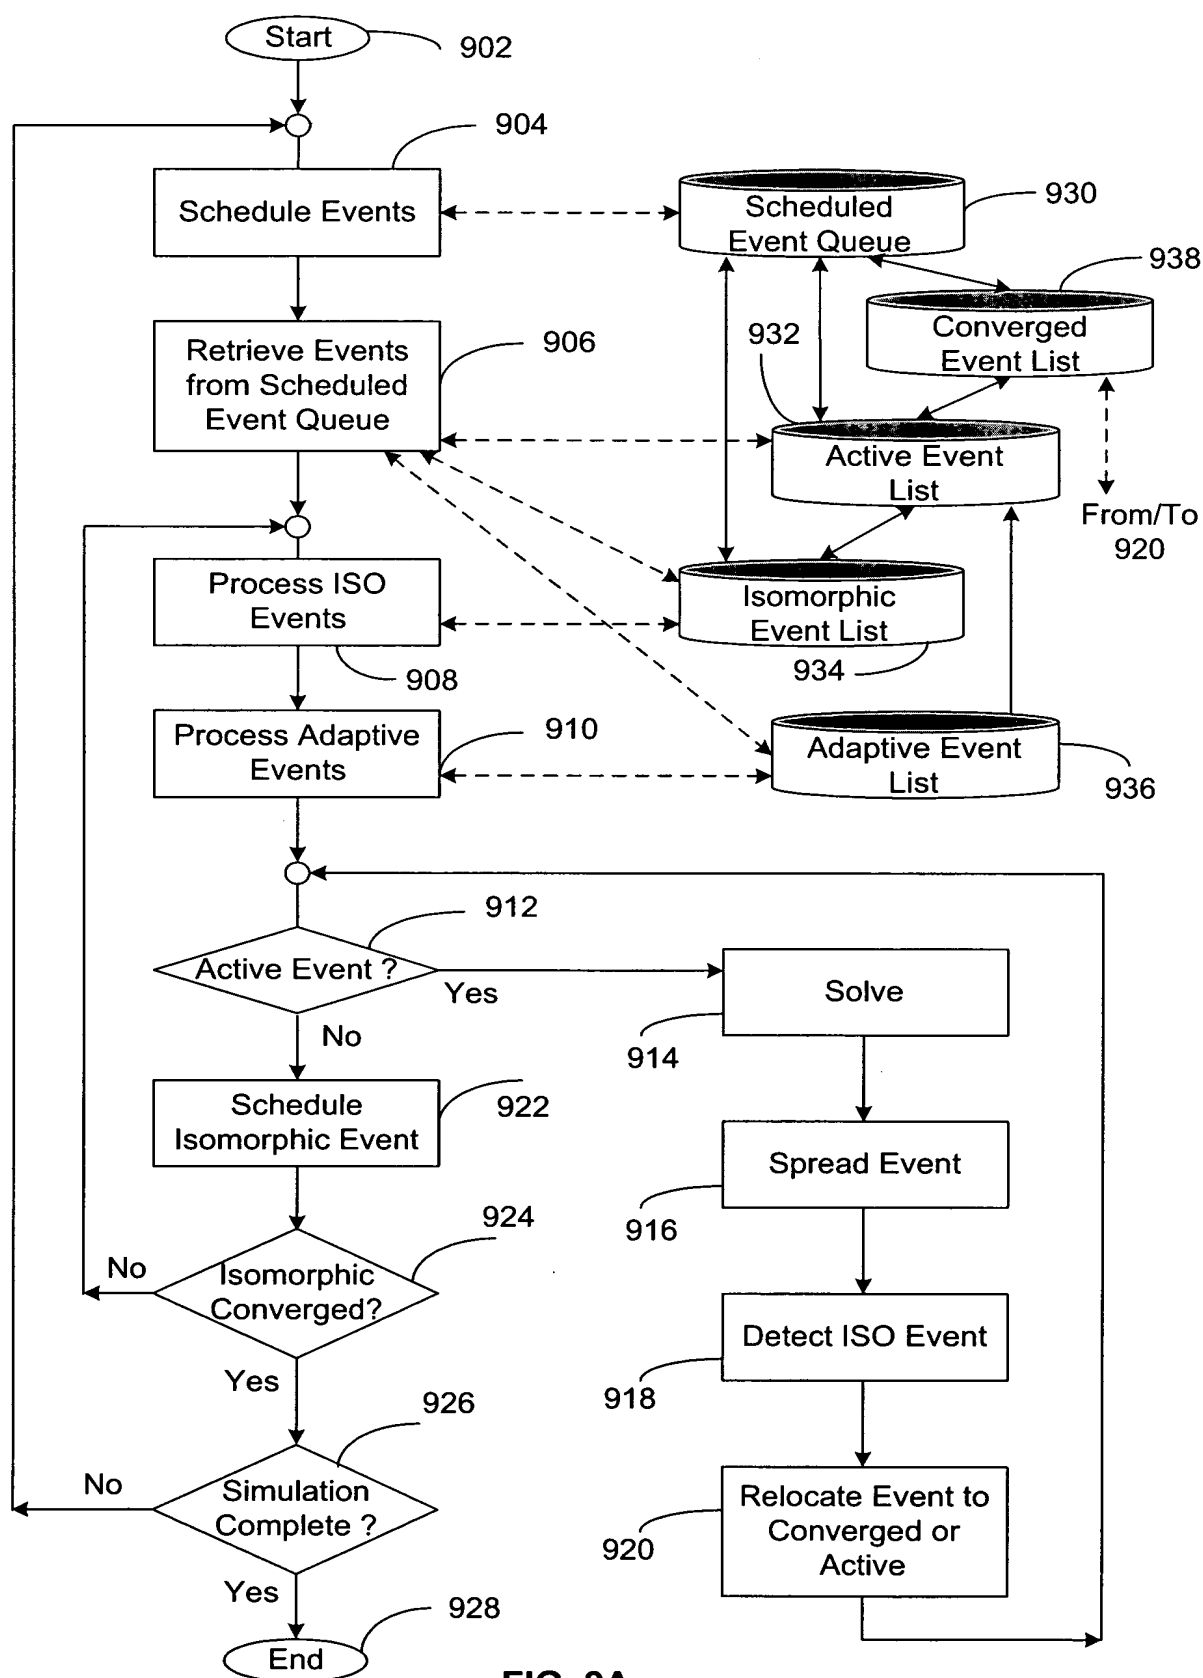 Start
902
904
Schedule Events
Scheduled
Event Queue
930
938
Converged
Event List
Retrieve Events
from Scheduled
Event Queue
906
932
Active Event
List
From/To
920
Process ISO
Events
908
Isomorphic
Event List
934
Process Adaptive
Events
910
Adaptive Event
List
936
912
Active Event ?
Yes
No
Solve
914
Schedule
Isomorphic Event
922
Spread Event
916
924
Isomorphic
Converged?
No
Yes
Detect ISO Event
918
926
Simulation
Complete ?
No
Yes
Relocate Event to
Converged or
Active
920
928
End
FIG. 9A